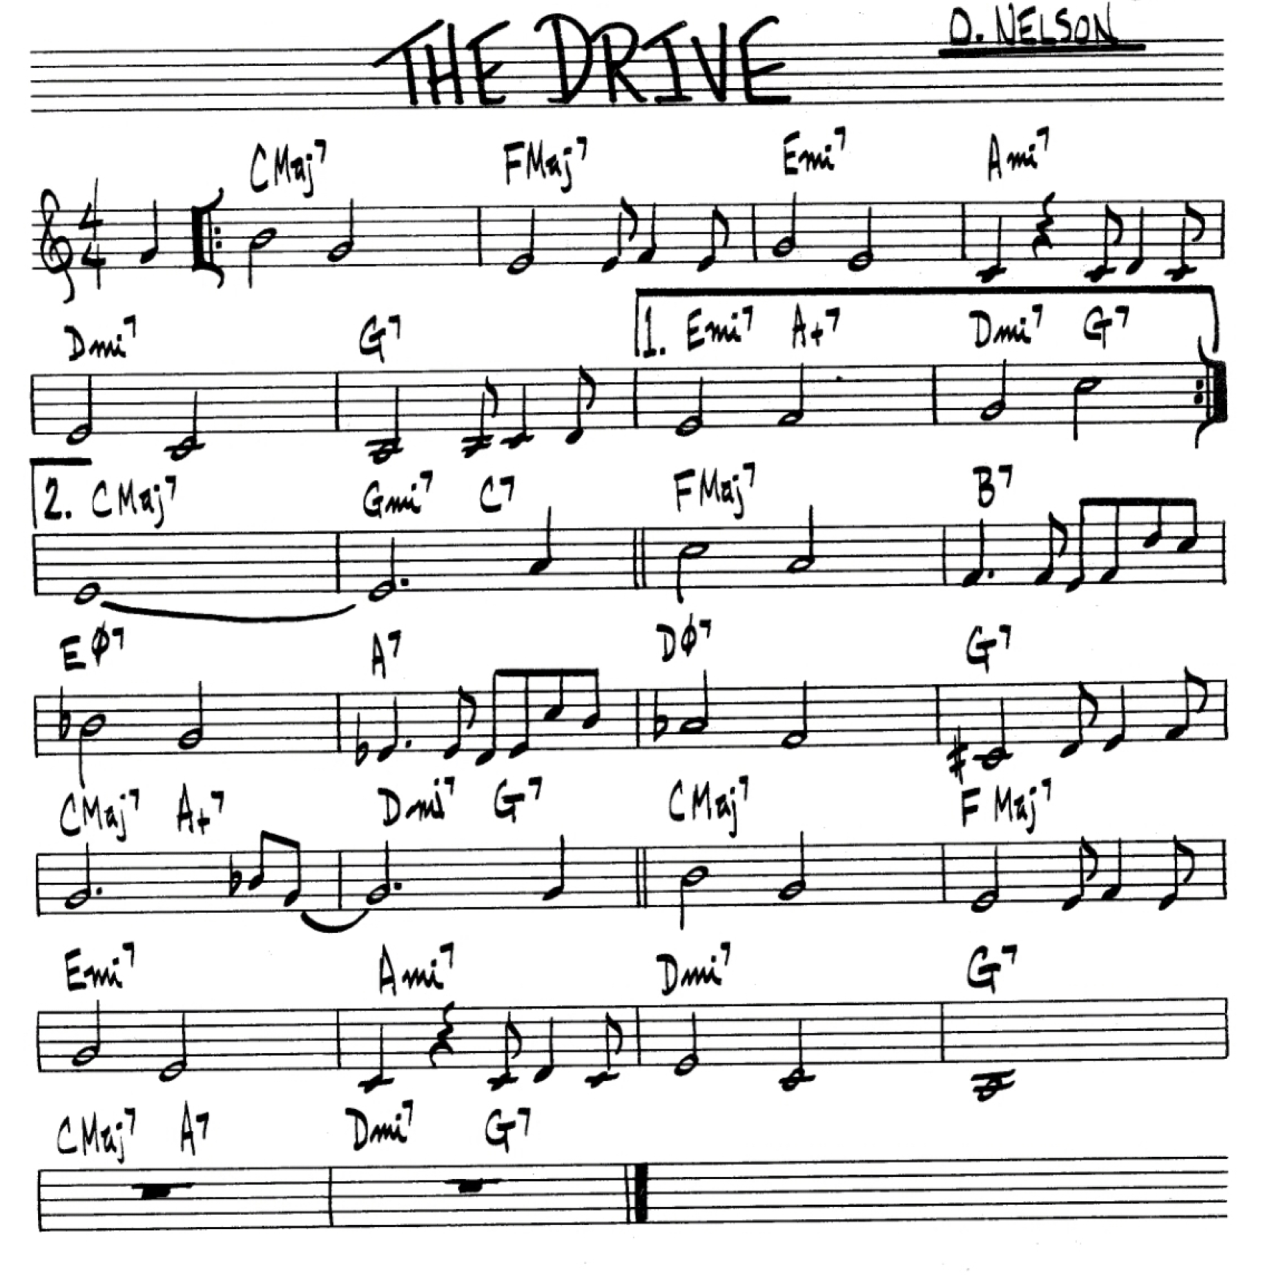 THE DRIVE
O. NELSON
CMaj7 FMaj7 Emi7 Ami7
4
4
Dmi7 G7 1. Emi7 A+7 Dmi7 G7
2. CMaj7 Gmi7 C7 FMaj7 B7
EØ7 A7 DØ7 G7
CMaj7 A+7 Dmi7 G7 CMaj7 F Maj7
Emi7 Ami7 Dmi7 G7
CMaj7 A7 Dmi7 G7